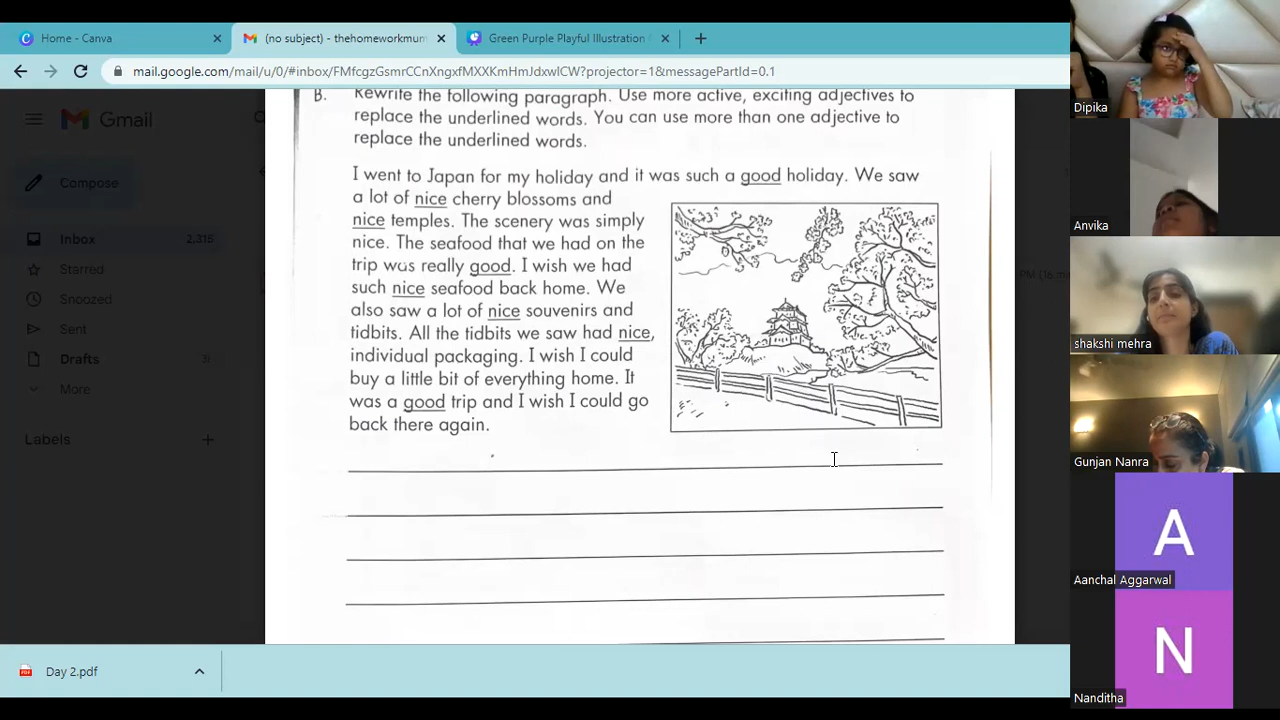 Home - Canva
(no subject) - thehomeworkmum
Green Purple Playful Illustration
mail.google.com/mail/u/0/#inbox/FMfcgzGsmrCCnXngxfMXXKmHmJdxwlCW?projector=1&messagePartId=0.1
Gmail
Compose
Inbox 2,315
Starred
Snoozed
Sent
Drafts 3
More
Labels
B. Rewrite the following paragraph. Use more active, exciting adjectives to
replace the underlined words. You can use more than one adjective to
replace the underlined words.
I went to Japan for my holiday and it was such a good holiday. We saw
a lot of nice cherry blossoms and
nice temples. The scenery was simply
nice. The seafood that we had on the
trip was really good. I wish we had
such nice seafood back home. We
also saw a lot of nice souvenirs and
tidbits. All the tidbits we saw had nice,
individual packaging. I wish I could
buy a little bit of everything home. It
was a good trip and I wish I could go
back there again.
Day 2.pdf
Dipika
Anvika
shakshi mehra
Gunjan Nanra
A
Aanchal Aggarwal
N
Nanditha